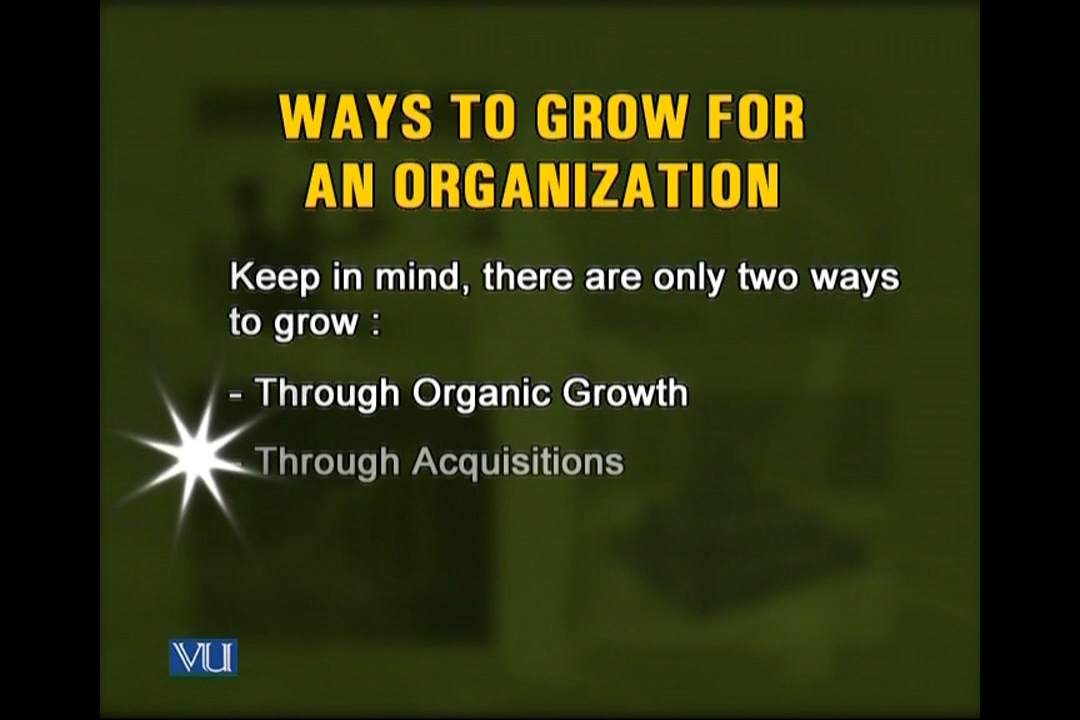 WAYS TO GROW FOR
AN ORGANIZATION
Keep in mind, there are only two ways
to grow :
- Through Organic Growth
- Through Acquisitions
VU